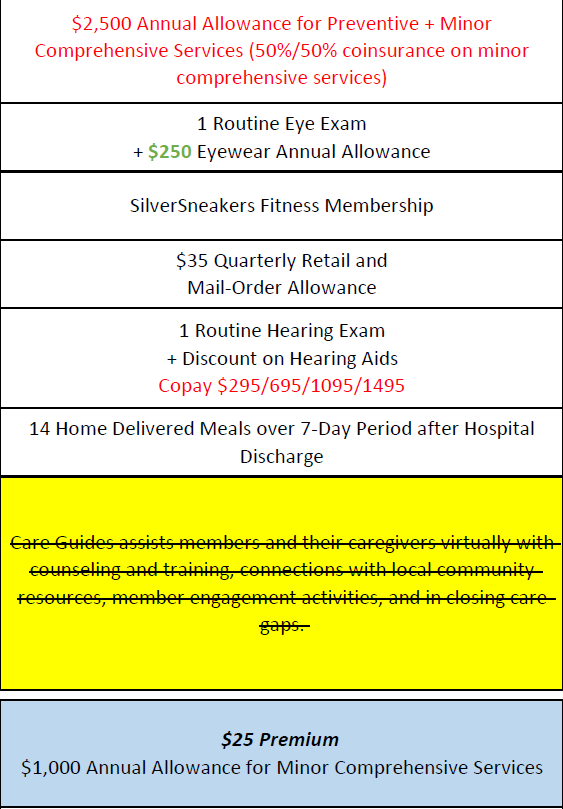 $2,500 Annual Allowance for Preventive + Minor
Comprehensive Services (50%/50% coinsurance on minor
comprehensive services)
1 Routine Eye Exam
+ $250 Eyewear Annual Allowance
SilverSneakers Fitness Membership
$35 Quarterly Retail and
Mail-Order Allowance
1 Routine Hearing Exam
+ Discount on Hearing Aids
Copay $295/695/1095/1495
14 Home Delivered Meals over 7-Day Period after Hospital
Discharge
Care Guides assists members and their caregivers virtually with
counseling and training, connections with local community
resources, member engagement activities, and in closing care
gaps.
$25 Premium
$1,000 Annual Allowance for Minor Comprehensive Services